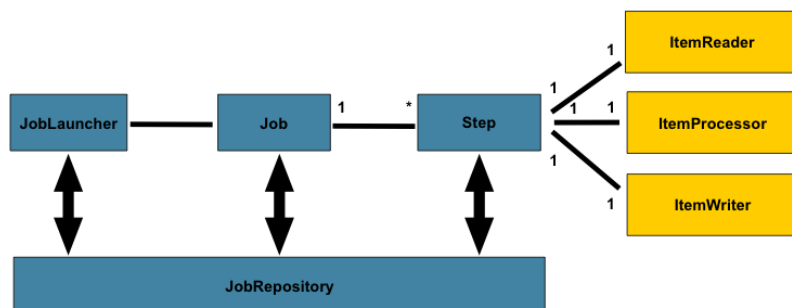 ItemReader
1
JobLauncher
Job
1
*
Step
1
1
1
ItemProcessor
1
1
ItemWriter
JobRepository